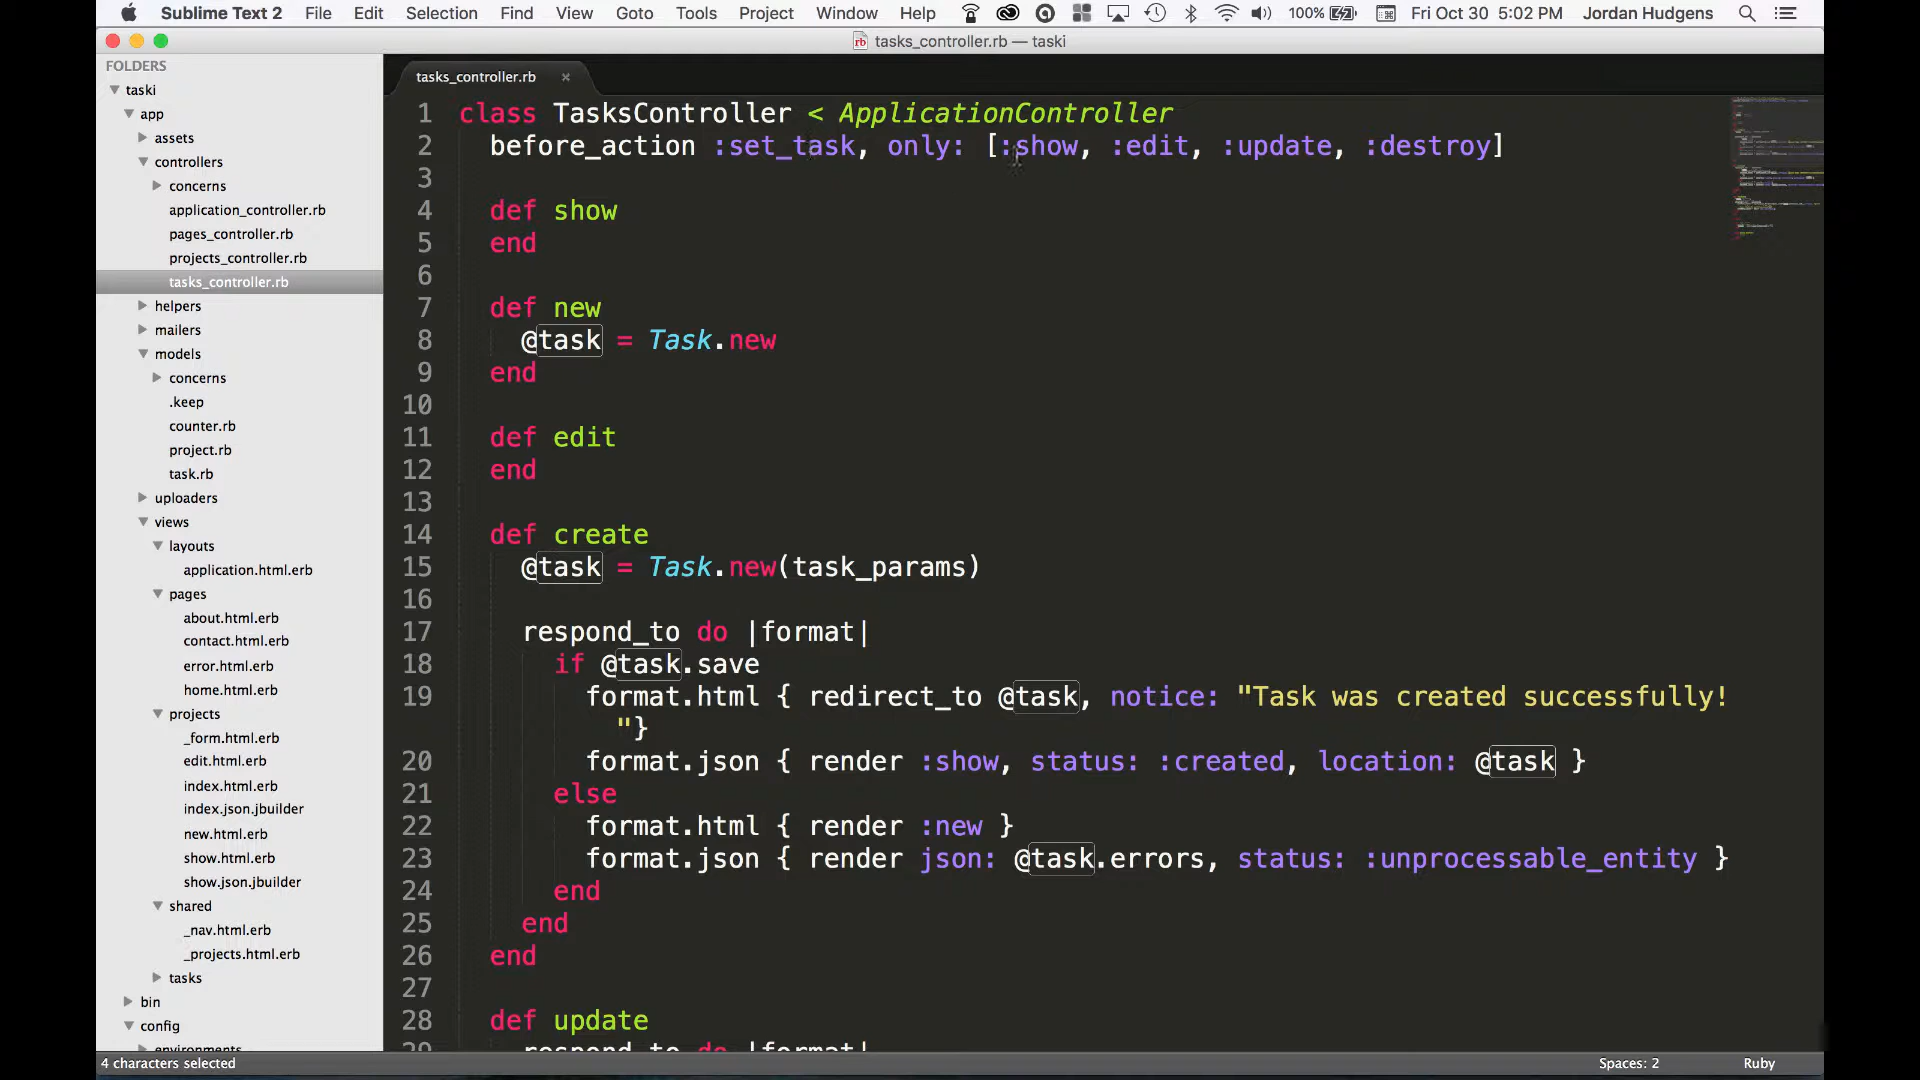 Sublime Text 2 File Edit Selection Find View Goto Tools Project Window Help 100% Fri Oct 30 5:02 PM Jordan Hudgens
rb tasks_controller.rb — taski
FOLDERS
taski
app
assets
controllers
concerns
application_controller.rb
pages_controller.rb
projects_controller.rb
tasks_controller.rb
helpers
mailers
models
concerns
.keep
counter.rb
project.rb
task.rb
uploaders
views
layouts
application.html.erb
pages
about.html.erb
contact.html.erb
error.html.erb
home.html.erb
projects
_form.html.erb
edit.html.erb
index.html.erb
index.json.jbuilder
new.html.erb
show.html.erb
show.json.jbuilder
shared
_nav.html.erb
_projects.html.erb
tasks
bin
config
environments
tasks_controller.rb ×
1 class TasksController < ApplicationController
2 before_action :set_task, only: [:show, :edit, :update, :destroy]
3
4 def show
5 end
6
7 def new
8 @task = Task.new
9 end
10
11 def edit
12 end
13
14 def create
15 @task = Task.new(task_params)
16
17 respond_to do |format|
18 if @task.save
19 format.html { redirect_to @task, notice: "Task was created successfully!
"}
20 format.json { render :show, status: :created, location: @task }
21 else
22 format.html { render :new }
23 format.json { render json: @task.errors, status: :unprocessable_entity }
24 end
25 end
26 end
27
28 def update
29 respond_to do |format|
4 characters selected Spaces: 2 Ruby